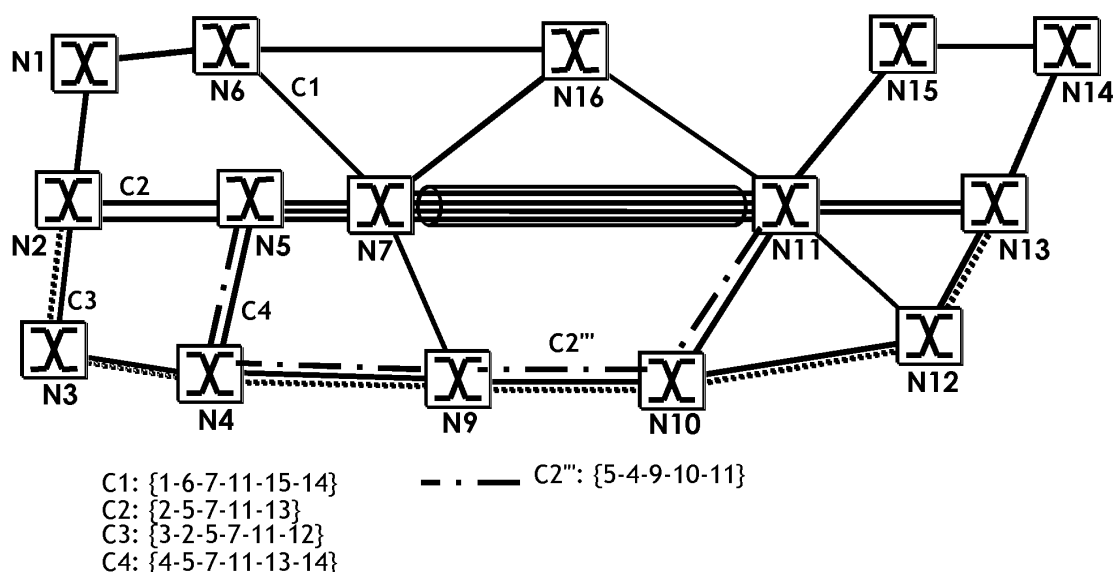 N1
N6
C1
N16
N15
N14
C2
N2
N5
N7
N11
N13
C3
C4
C2'''
N3
N4
N9
N10
N12
C1: {1-6-7-11-15-14}
C2''': {5-4-9-10-11}
C2: {2-5-7-11-13}
C3: {3-2-5-7-11-12}
C4: {4-5-7-11-13-14}